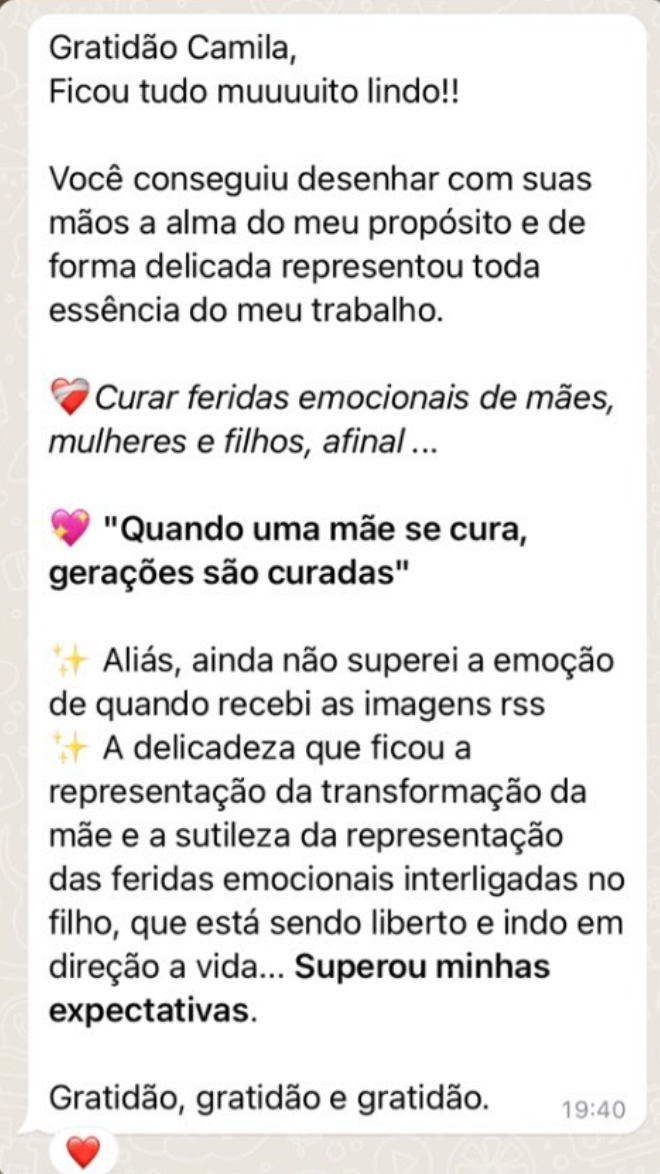 Gratidão Camila,
Ficou tudo muuuuito lindo!!
Você conseguiu desenhar com suas
mãos a alma do meu propósito e de
forma delicada representou toda
essência do meu trabalho.
❤️‍🩹Curar feridas emocionais de mães,
mulheres e filhos, afinal ...
💖 "Quando uma mãe se cura,
gerações são curadas"
✨ Aliás, ainda não superei a emoção
de quando recebi as imagens rss
✨ A delicadeza que ficou a
representação da transformação da
mãe e a sutileza da representação
das feridas emocionais interligadas no
filho, que está sendo liberto e indo em
direção a vida... Superou minhas
expectativas.
Gratidão, gratidão e gratidão.
19:40
❤️